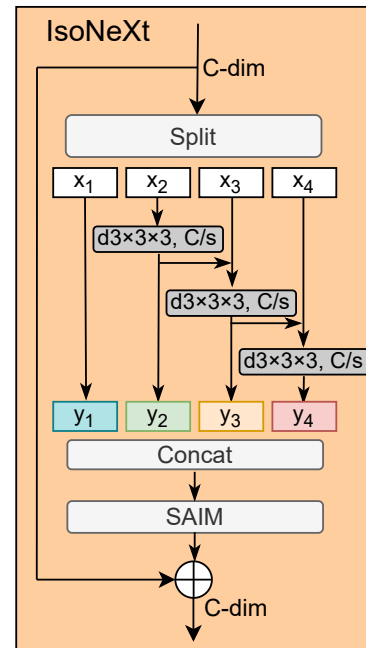 IsoNeXt
C-dim
Split
x₁ x₂ x₃ x₄
d3×3×3, C/s
d3×3×3, C/s
d3×3×3, C/s
y₁ y₂ y₃ y₄
Concat
SAIM
C-dim